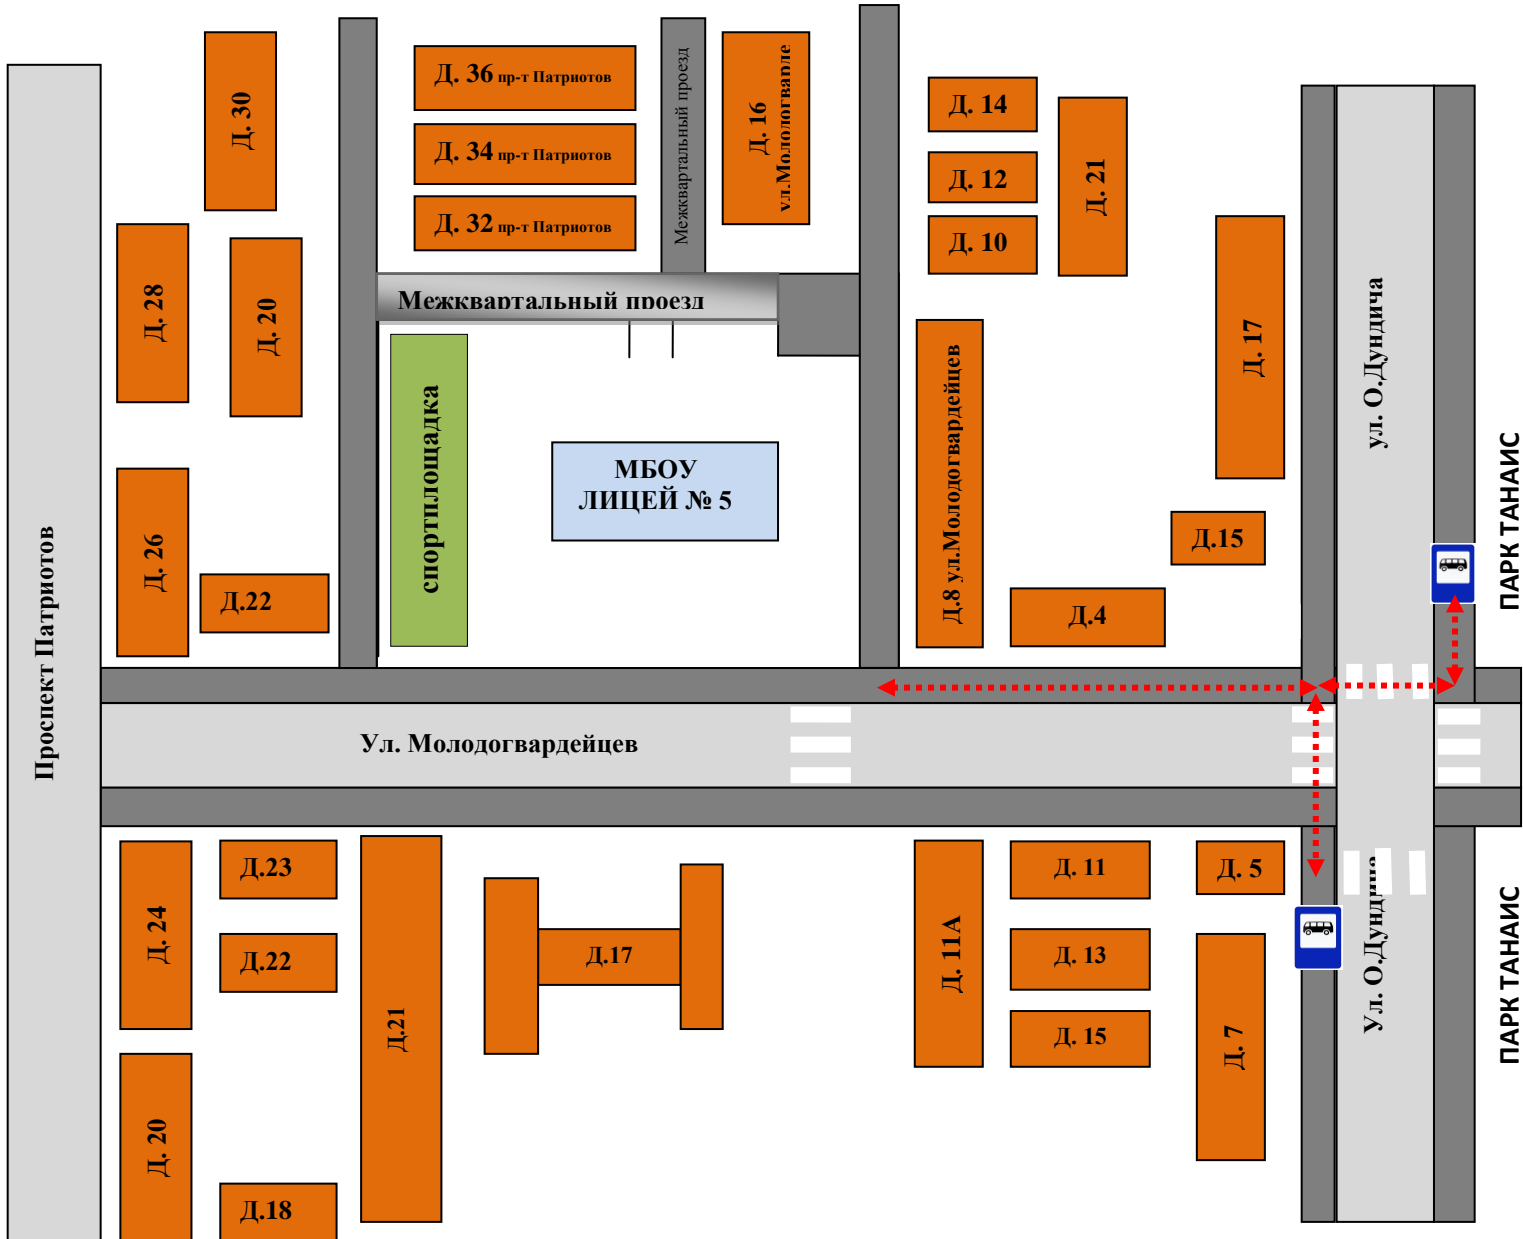 Д. 30
Д. 36 пр-т Патриотов
Д. 34 пр-т Патриотов
Д. 32 пр-т Патриотов
Межквартальный проезд
Д. 16
ул.Молодогварде
Д. 14
Д. 12
Д. 10
Д. 21
Д. 28
Д. 20
Межквартальный проезд
Д. 17
ул. О.Дундича
спортплощадка
МБОУ
ЛИЦЕЙ № 5
Д.8 ул.Молодогвардейцев
Д.15
Д.4
ПАРК ТАНАИС
Проспект Патриотов
Д. 26
Д.22
Ул. Молодогвардейцев
Д. 24
Д.23
Д.22
Д.21
Д.17
Д. 11А
Д. 11
Д. 13
Д. 15
Д. 5
Д. 7
Ул. О.Дундича
ПАРК ТАНАИС
Д. 20
Д.18